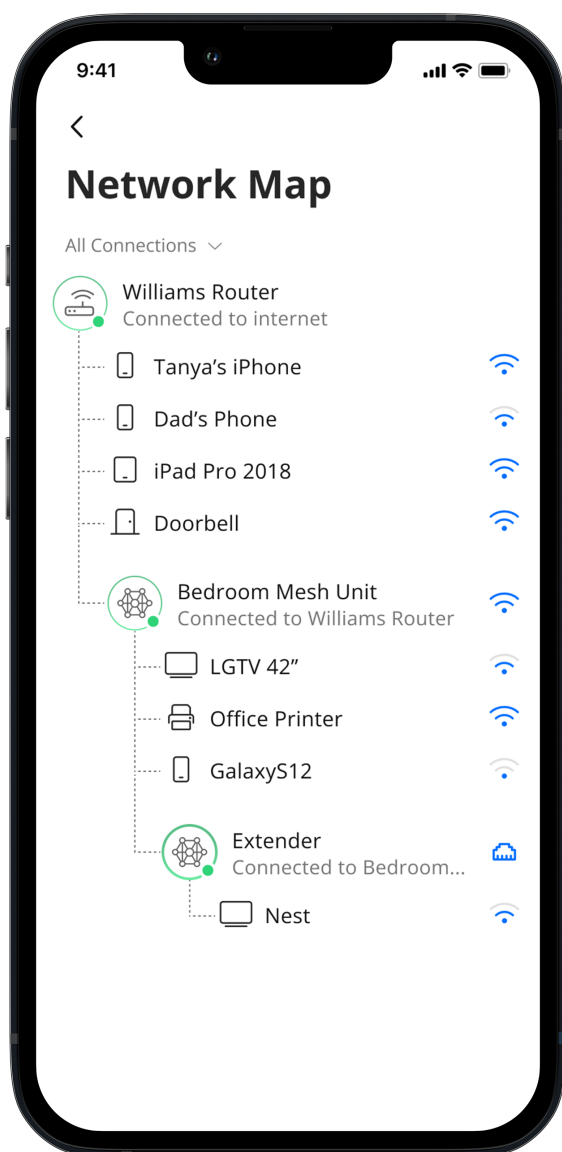 9:41
Network Map
All Connections
Williams Router
Connected to internet
Tanya’s iPhone
Dad’s Phone
iPad Pro 2018
Doorbell
Bedroom Mesh Unit
Connected to Williams Router
LGTV 42”
Office Printer
GalaxyS12
Extender
Connected to Bedroom...
Nest